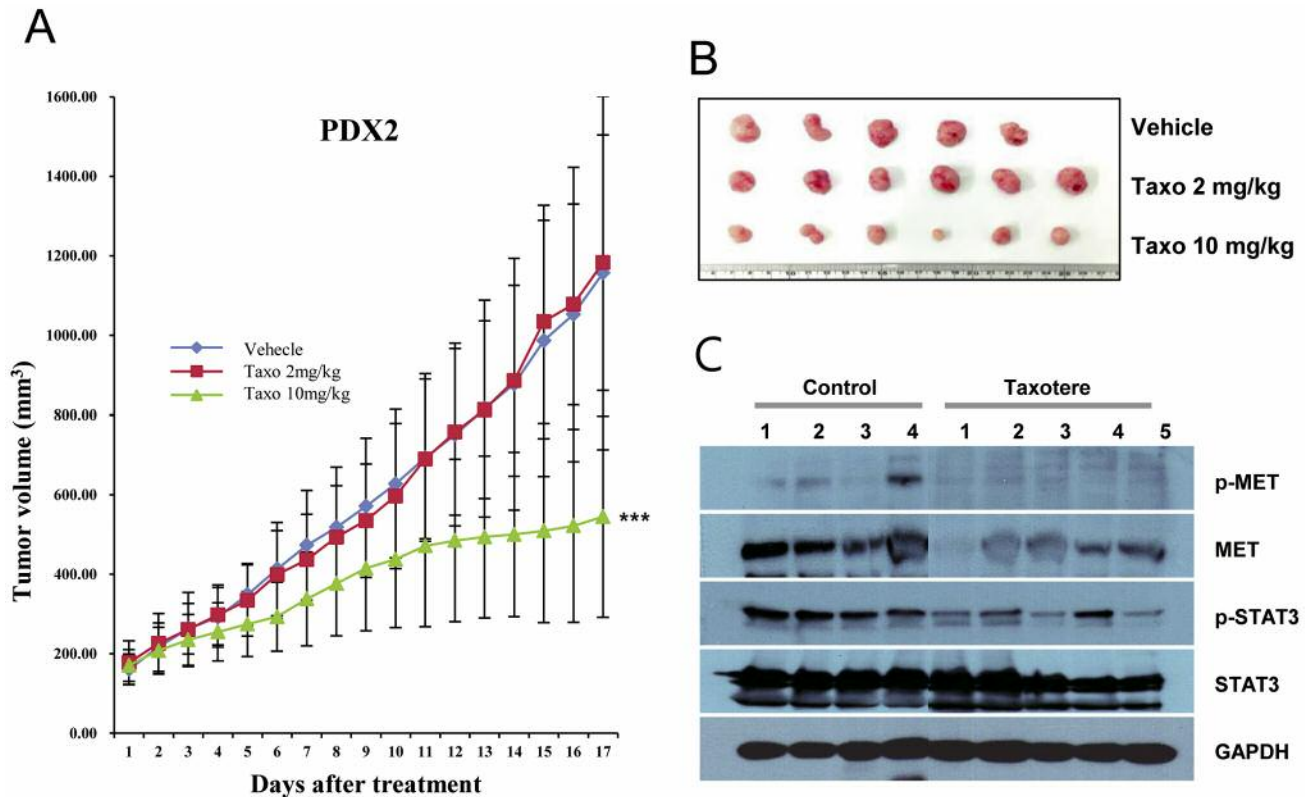 A
PDX2
1600.00
1400.00
1200.00
1000.00
800.00
600.00
400.00
200.00
0.00
Tumor volume (mm³)
Vehecle
Taxo 2mg/kg
Taxo 10mg/kg
***
1 2 3 4 5 6 7 8 9 10 11 12 13 14 15 16 17
Days after treatment
B
Vehicle
Taxo 2 mg/kg
Taxo 10 mg/kg
C
Control Taxotere
1 2 3 4 1 2 3 4 5
p-MET
MET
p-STAT3
STAT3
GAPDH